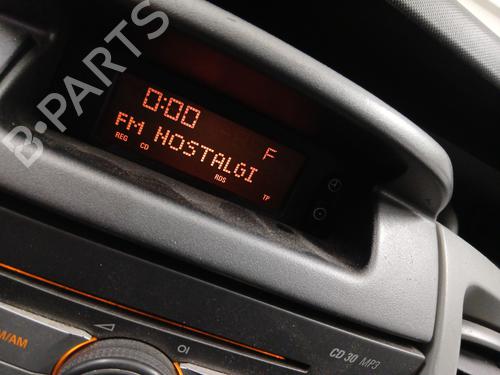 B-PARTS
0:00
F
FM NOSTALGI
REG CD
RDS
TP
M/AM
CD 30 MP3